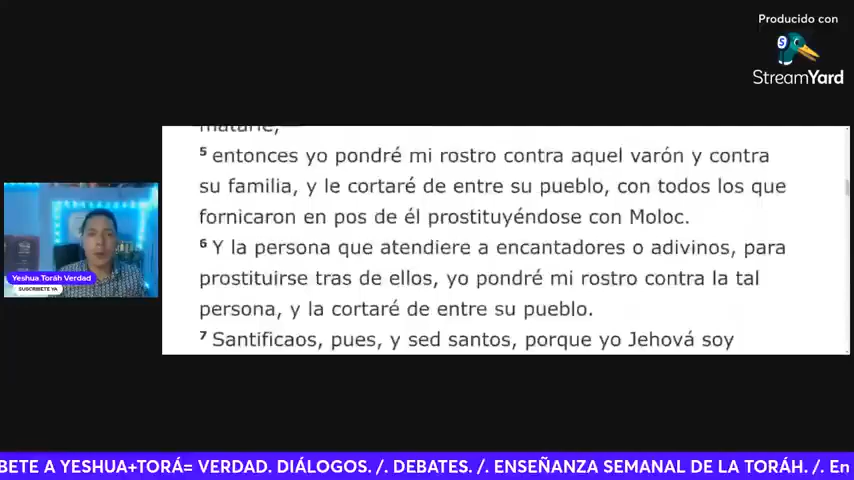 Producido con
StreamYard
matarle,
5 entonces yo pondré mi rostro contra aquel varón y contra
su familia, y le cortaré de entre su pueblo, con todos los que
fornicaron en pos de él prostituyéndose con Moloc.
6 Y la persona que atendiere a encantadores o adivinos, para
prostituirse tras de ellos, yo pondré mi rostro contra la tal
persona, y la cortaré de entre su pueblo.
7 Santificaos, pues, y sed santos, porque yo Jehová soy
Yeshua Toráh Verdad
SUSCRIBETE YA
BETE A YESHUA+TORÁ= VERDAD. DIÁLOGOS. /. DEBATES. /. ENSEÑANZA SEMANAL DE LA TORÁH. /. En